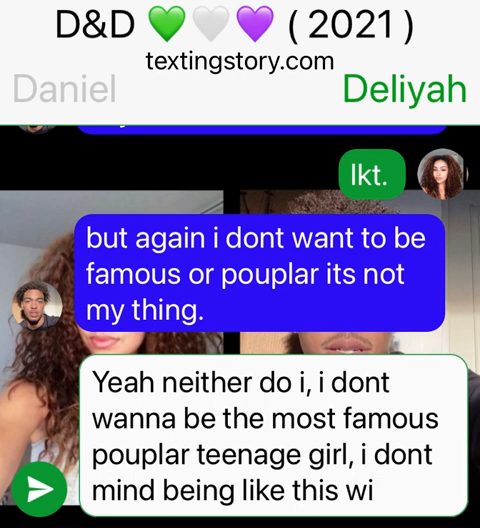 D&D 💚🤍💜 ( 2021 )
textingstory.com
Daniel
Deliyah
Ikt.
but again i dont want to be
famous or pouplar its not
my thing.
Yeah neither do i, i dont
wanna be the most famous
pouplar teenage girl, i dont
mind being like this wi